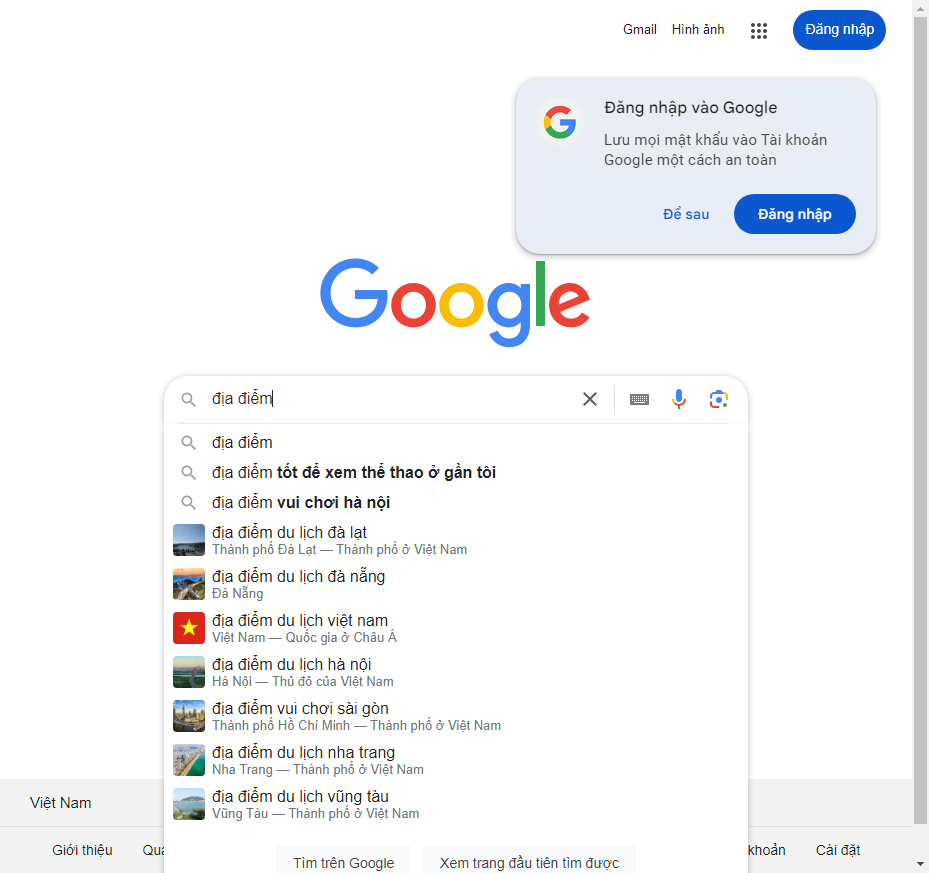 Gmail Hình ảnh Đăng nhập
Đăng nhập vào Google
Lưu mọi mật khẩu vào Tài khoản
Google một cách an toàn
Để sau Đăng nhập
Google
địa điểm
địa điểm
địa điểm tốt để xem thể thao ở gần tôi
địa điểm vui chơi hà nội
địa điểm du lịch đà lạt
Thành phố Đà Lạt — Thành phố ở Việt Nam
địa điểm du lịch đà nẵng
Đà Nẵng
địa điểm du lịch việt nam
Việt Nam — Quốc gia ở Châu Á
địa điểm du lịch hà nội
Hà Nội — Thủ đô của Việt Nam
địa điểm vui chơi sài gòn
Thành phố Hồ Chí Minh — Thành phố ở Việt Nam
địa điểm du lịch nha trang
Nha Trang — Thành phố ở Việt Nam
địa điểm du lịch vũng tàu
Vũng Tàu — Thành phố ở Việt Nam
Việt Nam
Giới thiệu Qua khoản Cài đặt
Tìm trên Google Xem trang đầu tiên tìm được